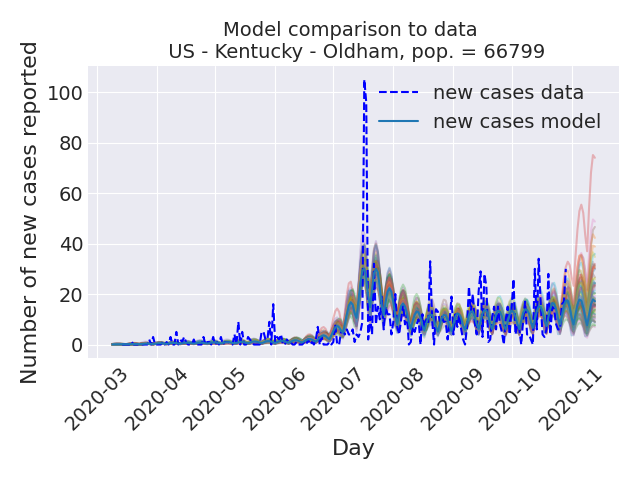 Model comparison to data
US - Kentucky - Oldham, pop. = 66799
Number of new cases reported
100
80
60
40
20
0
new cases data
new cases model
2020-03
2020-04
2020-05
2020-06
2020-07
2020-08
2020-09
2020-10
2020-11
Day